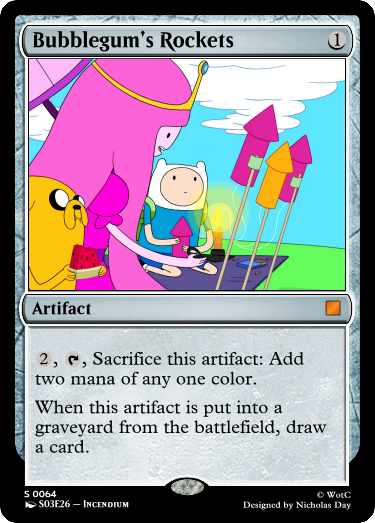 Bubblegum's Rockets 1
Artifact
2, , Sacrifice this artifact: Add
two mana of any one color.
When this artifact is put into a
graveyard from the battlefield, draw
a card.
S 0064 © WotC
S03E26 — Incendium Designed by Nicholas Day